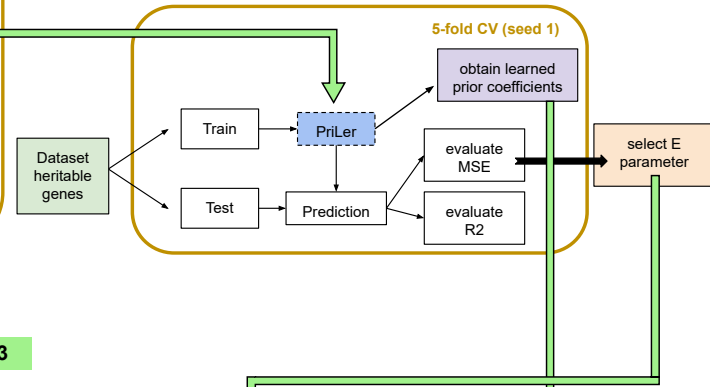 5-fold CV (seed 1)
obtain learned
prior coefficients
Train
PriLer
Dataset
heritable
genes
evaluate
MSE
select E
parameter
Test
Prediction
evaluate
R2
3